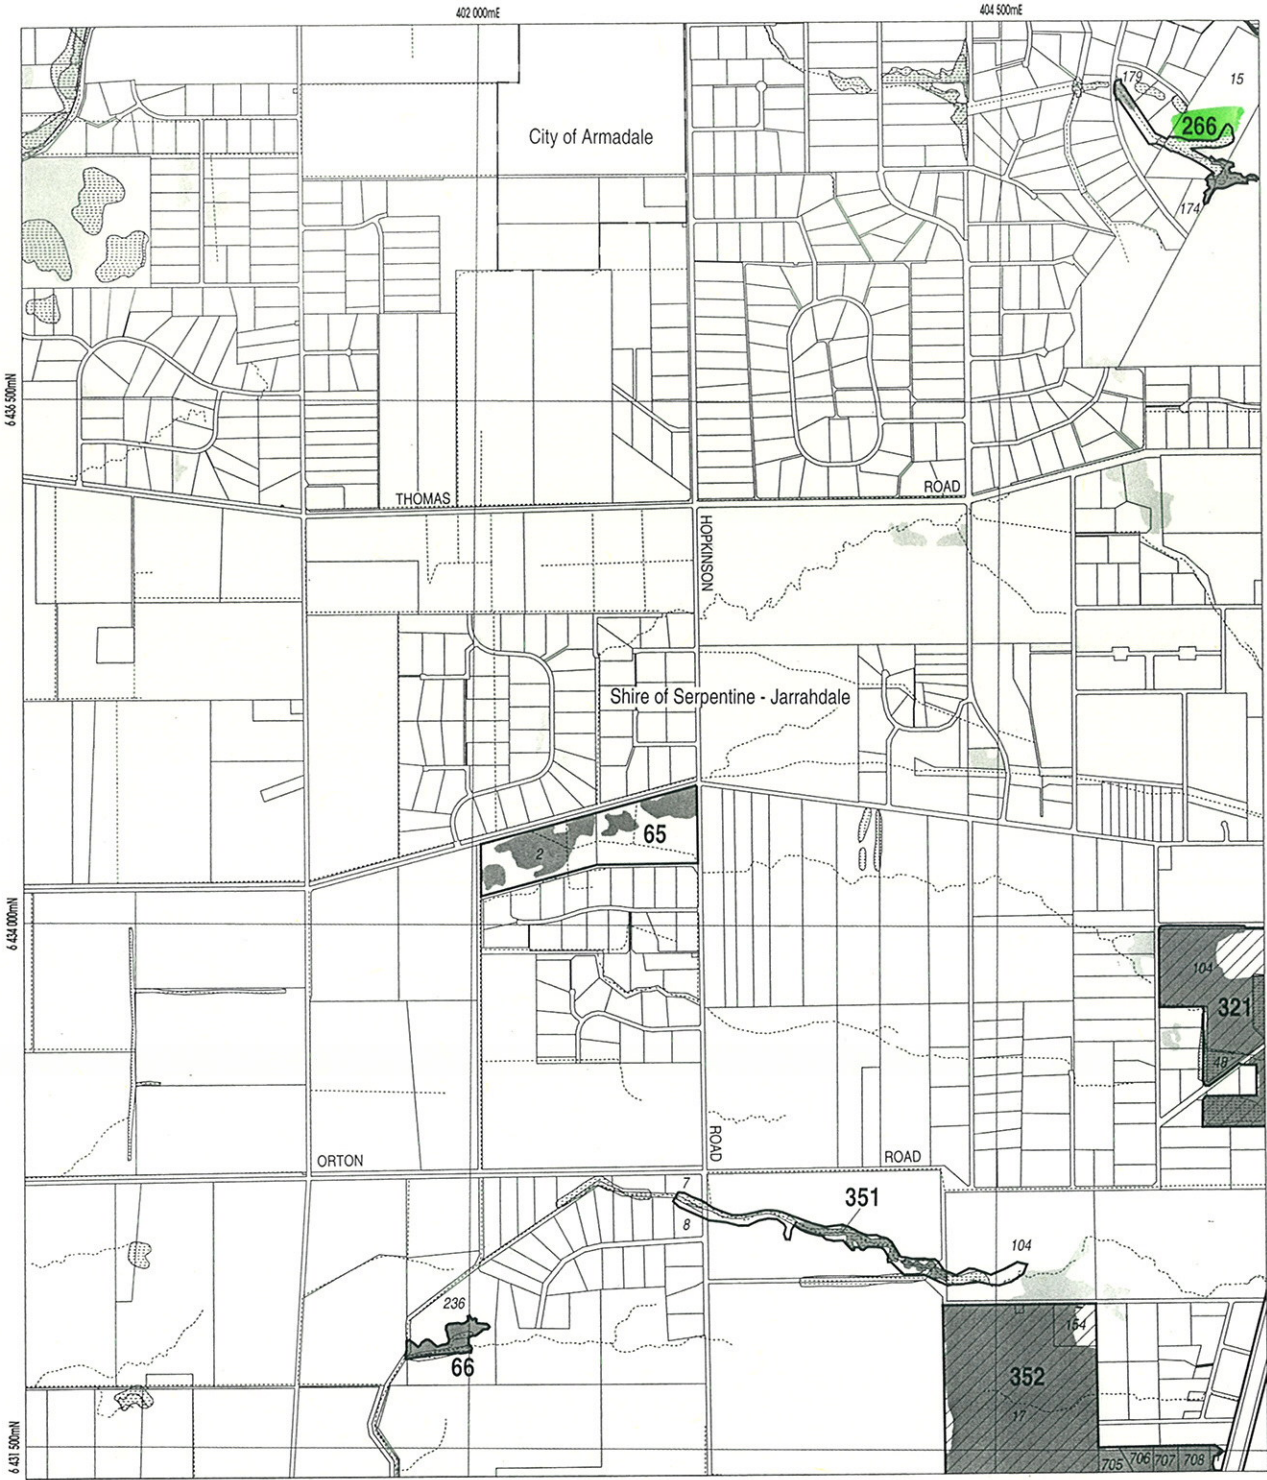 402 000mE
404 500mE
179
15
City of Armadale
266
174
6 436 500mN
THOMAS
ROAD
HOPKINSON
Shire of Serpentine - Jarrahdale
65
2
6 434 000mN
104
321
48
ROAD
ORTON
ROAD
7
351
8
104
236
154
66
352
17
6 431 500mN
705 706 707 708